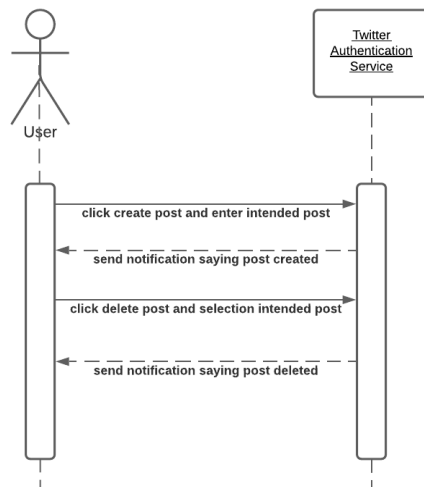 Twitter
Authentication
Service
User
click create post and enter intended post
send notification saying post created
click delete post and selection intended post
send notification saying post deleted